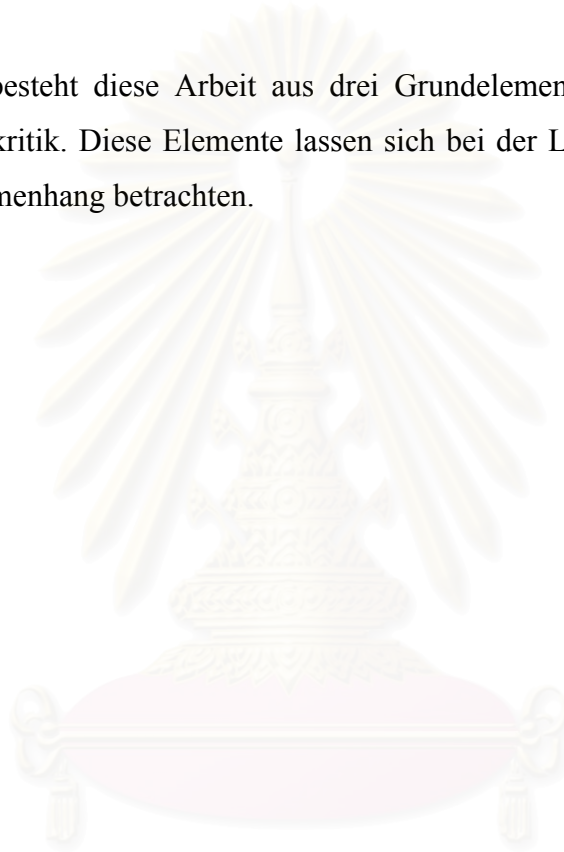 besteht diese Arbeit aus drei Grundelemen
kritik. Diese Elemente lassen sich bei der L
menhang betrachten.